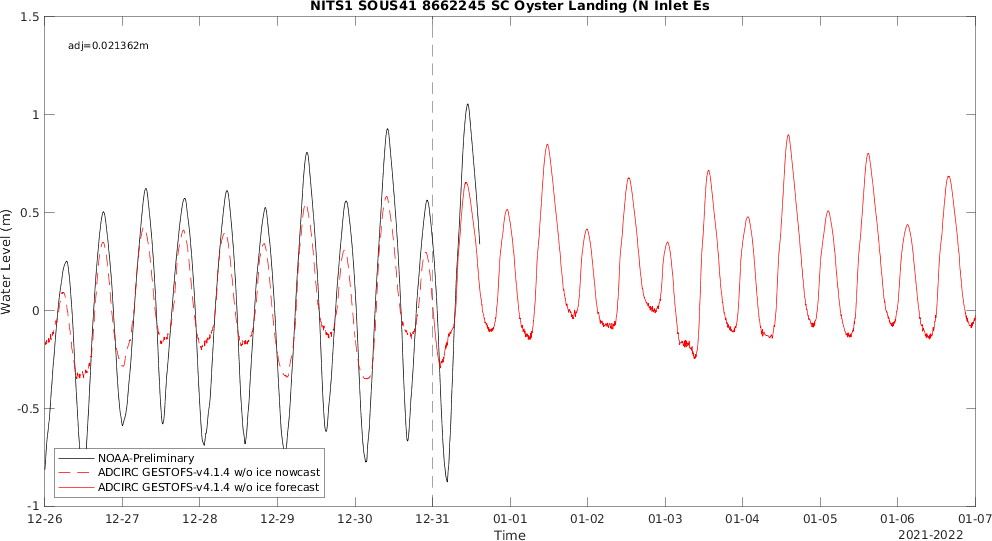 NITS1 SOUS41 8662245 SC Oyster Landing (N Inlet Es
adj=0.021362m
1.5
1
0.5
0
-0.5
-1
Water Level (m)
NOAA-Preliminary
ADCIRC GESTOFS-v4.1.4 w/o ice nowcast
ADCIRC GESTOFS-v4.1.4 w/o ice forecast
12-26 12-27 12-28 12-29 12-30 12-31 01-01 01-02 01-03 01-04 01-05 01-06 01-07
Time
2021-2022